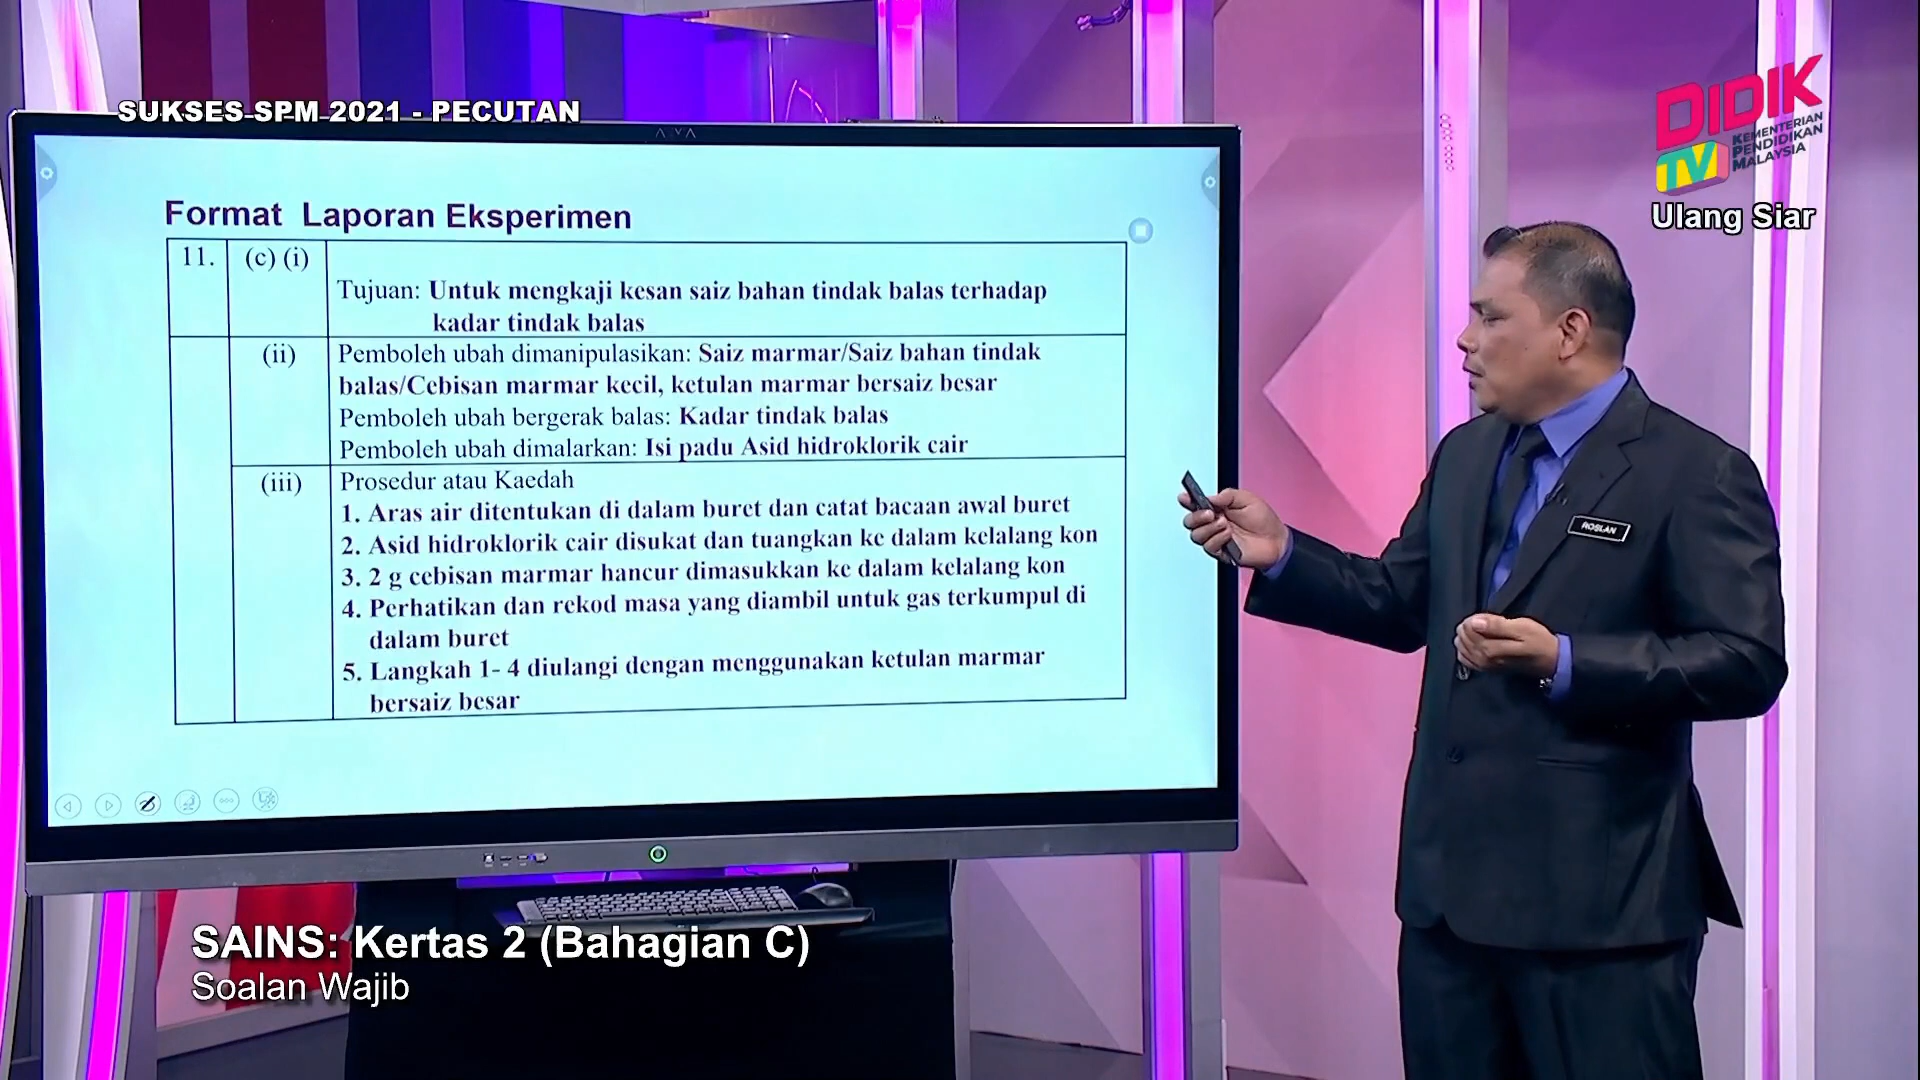 SUKSES SPM 2021 - PECUTAN
DIDIK
TV
KEMENTERIAN
PENDIDIKAN
MALAYSIA
Ulang Siar
Format Laporan Eksperimen
11.
(c) (i)
Tujuan: Untuk mengkaji kesan saiz bahan tindak balas terhadap
kadar tindak balas
(ii)
Pemboleh ubah dimanipulasikan: Saiz marmar/Saiz bahan tindak
balas/Cebisan marmar kecil, ketulan marmar bersaiz besar
Pemboleh ubah bergerak balas: Kadar tindak balas
Pemboleh ubah dimalarkan: Isi padu Asid hidroklorik cair
(iii)
Prosedur atau Kaedah
1. Aras air ditentukan di dalam buret dan catat bacaan awal buret
2. Asid hidroklorik cair disukat dan tuangkan ke dalam kelalang kon
3. 2 g cebisan marmar hancur dimasukkan ke dalam kelalang kon
4. Perhatikan dan rekod masa yang diambil untuk gas terkumpul di
dalam buret
5. Langkah 1- 4 diulangi dengan menggunakan ketulan marmar
bersaiz besar
ROSLAN
SAINS: Kertas 2 (Bahagian C)
Soalan Wajib